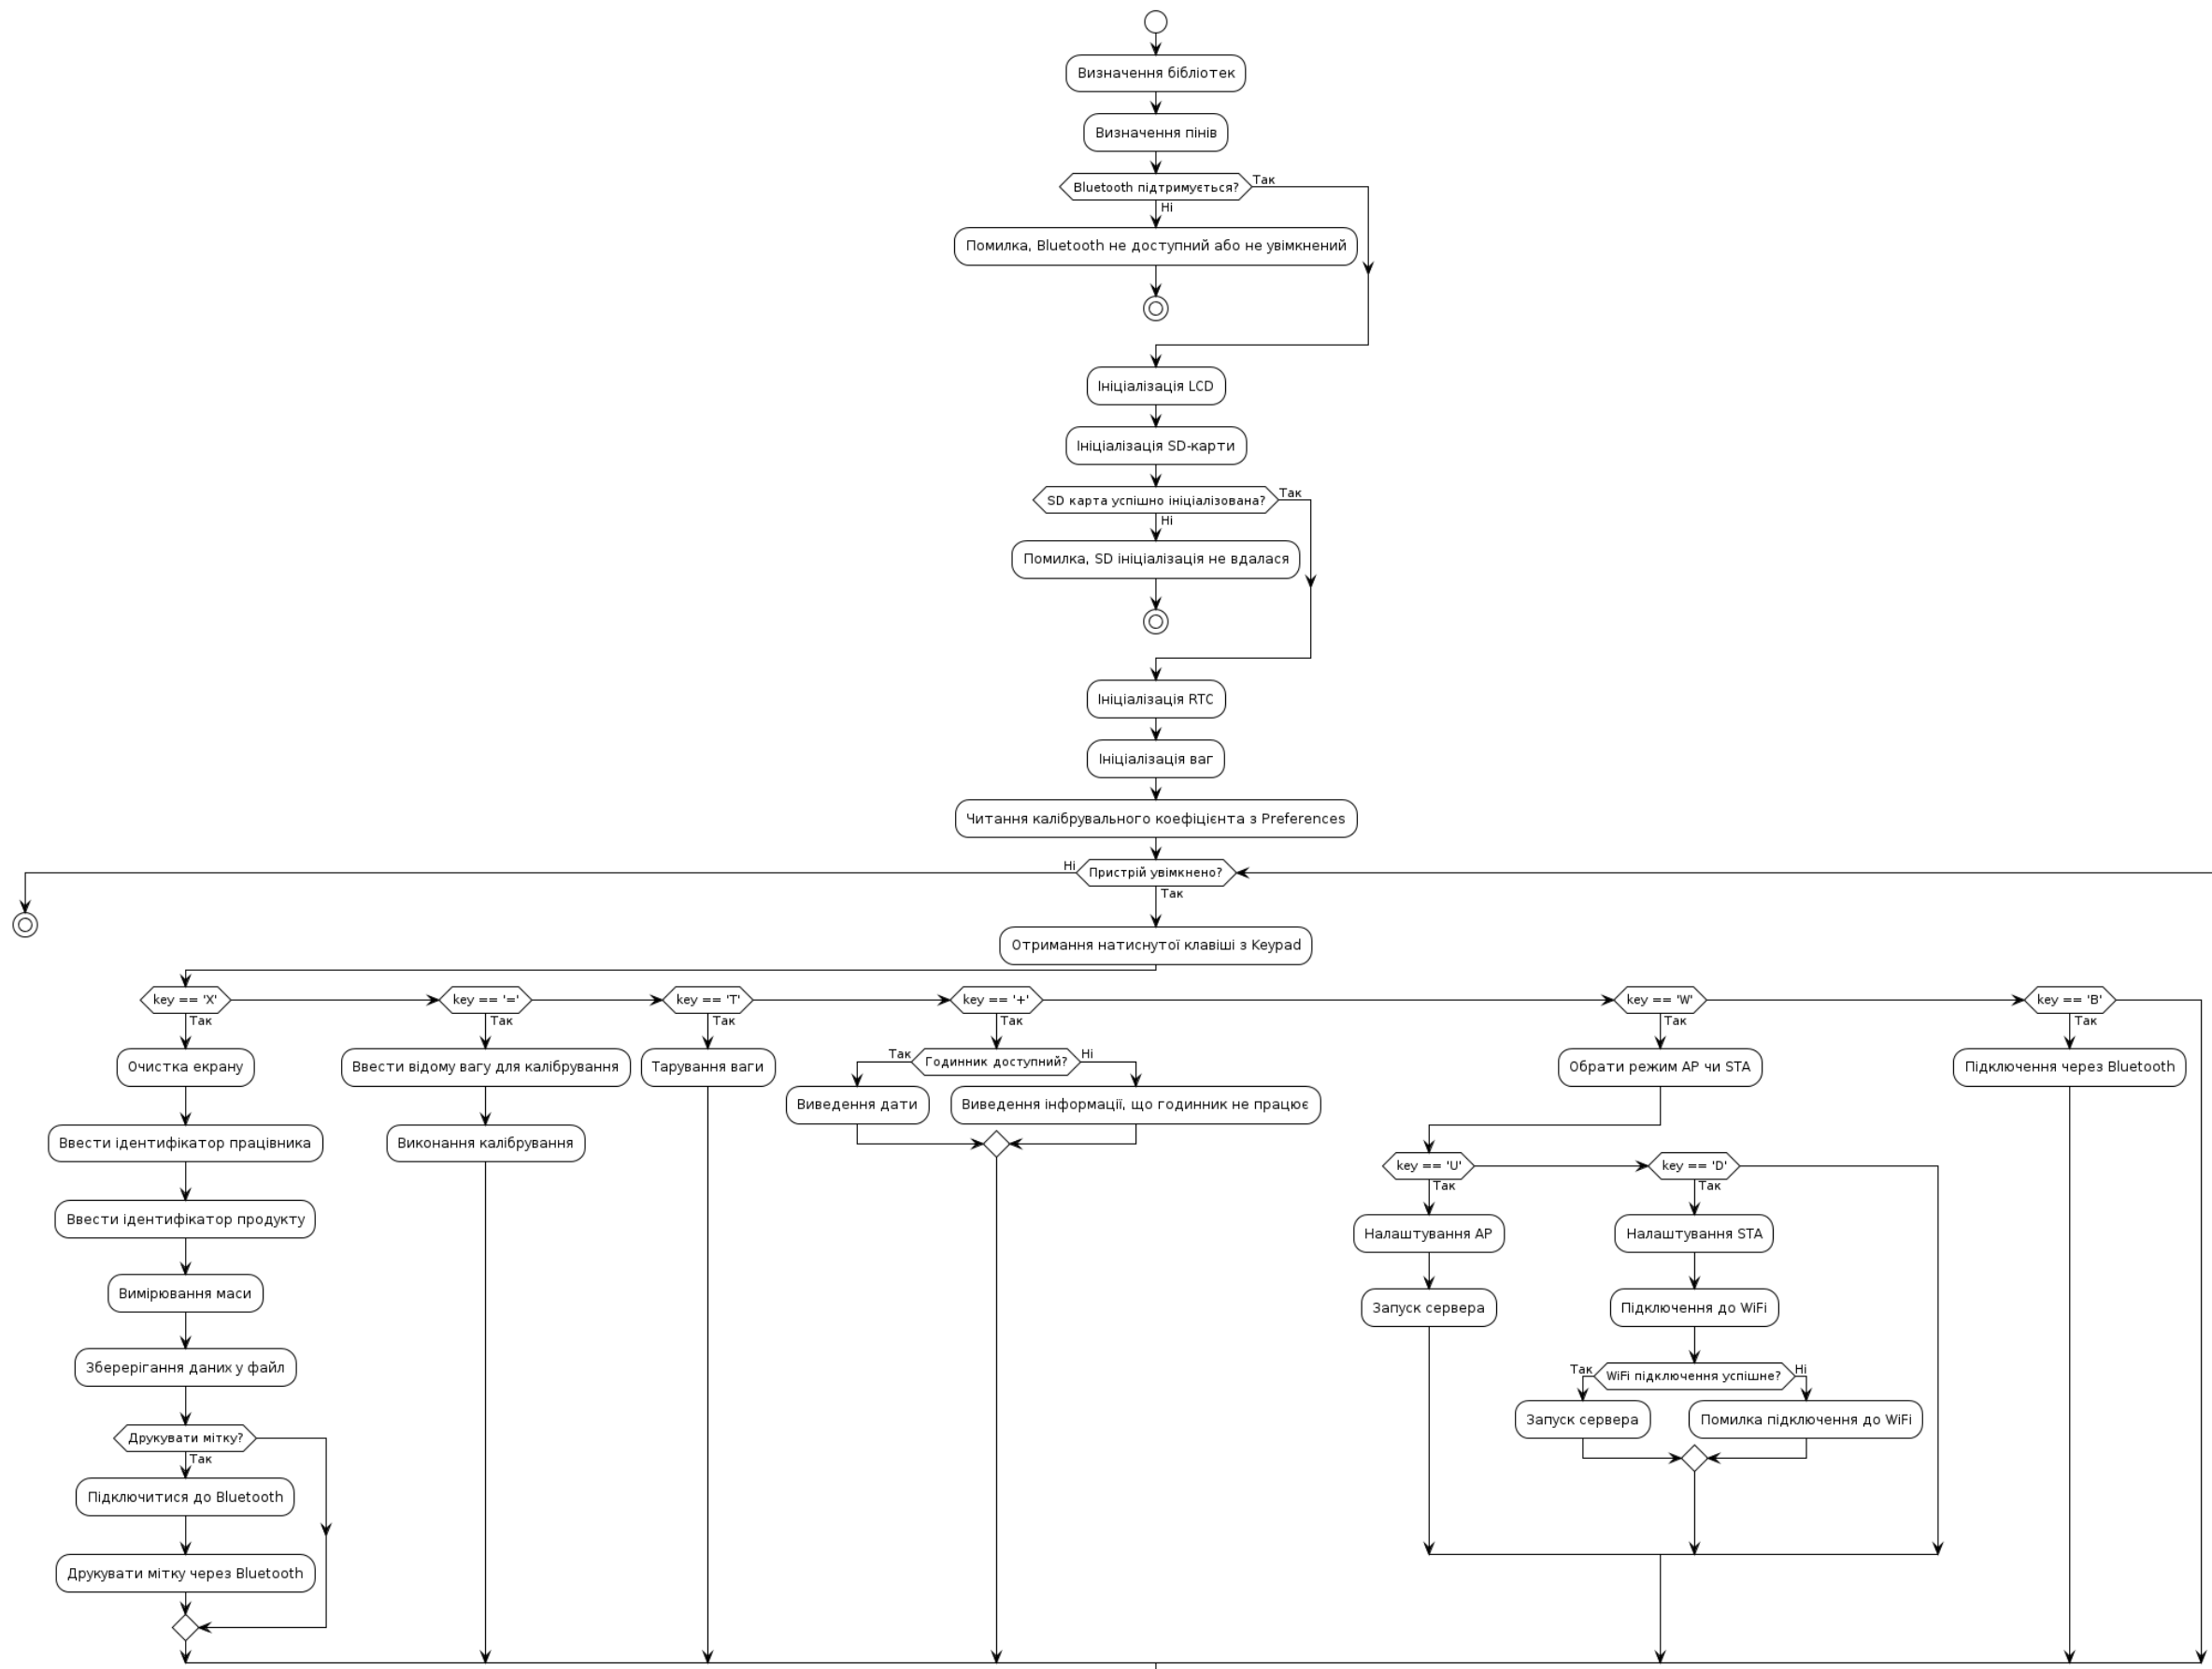 Визначення бібліотек
Визначення пінів
Bluetooth підтримується?
Так
Ні
Помилка, Bluetooth не доступний або не увімкнений
Ініціалізація LCD
Ініціалізація SD-карти
SD карта успішно ініціалізована?
Так
Ні
Помилка, SD ініціалізація не вдалася
Ініціалізація RTC
Ініціалізація ваг
Читання калібрувального коефіцієнта з Preferences
Ні
Пристрій увімкнено?
Так
Отримання натиснутої клавіші з Keypad
key == 'X'
Так
Очистка екрану
Ввести ідентифікатор працівника
Ввести ідентифікатор продукту
Вимірювання маси
Збererігання даних у файл
Друкувати мітку?
Так
Підключитися до Bluetooth
Друкувати мітку через Bluetooth
key == '='
Так
Ввести відому вагу для калібрування
Виконання калібрування
key == 'T'
Так
Тарування ваги
key == '+'
Так
Так
Годинник доступний?
Ні
Виведення дати
Виведення інформації, що годинник не працює
key == 'W'
Так
Обрати режим AP чи STA
key == 'U'
Так
Налаштування AP
Запуск сервера
key == 'D'
Так
Налаштування STA
Підключення до WiFi
Так
WiFi підключення успішне?
Ні
Запуск сервера
Помилка підключення до WiFi
key == 'B'
Так
Підключення через Bluetooth